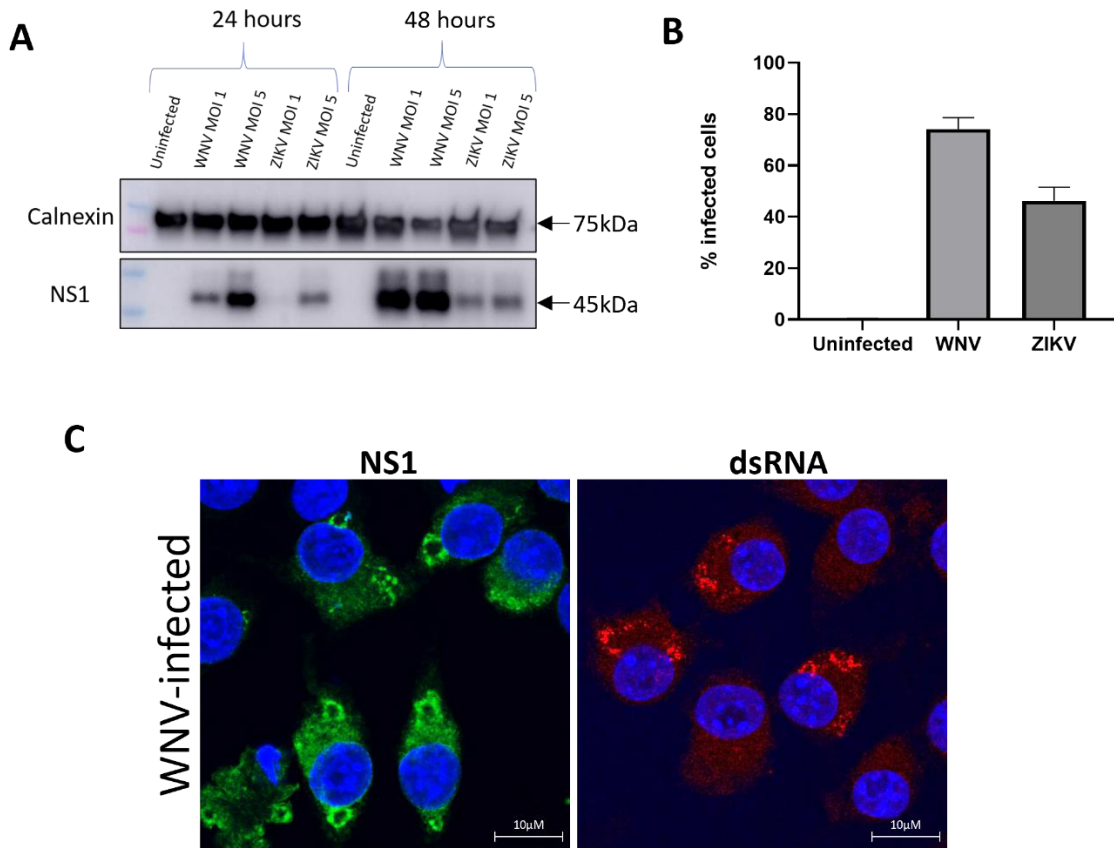 A
24 hours
48 hours
Uninfected
WNV MOI 1
WNV MOI 5
ZIKV MOI 1
ZIKV MOI 5
Uninfected
WNV MOI 1
WNV MOI 5
ZIKV MOI 1
ZIKV MOI 5
Calnexin
75kDa
NS1
45kDa
B
% infected cells
100
80
60
40
20
0
Uninfected WNV ZIKV
C
NS1 dsRNA
WNV-infected
10µM 10µM